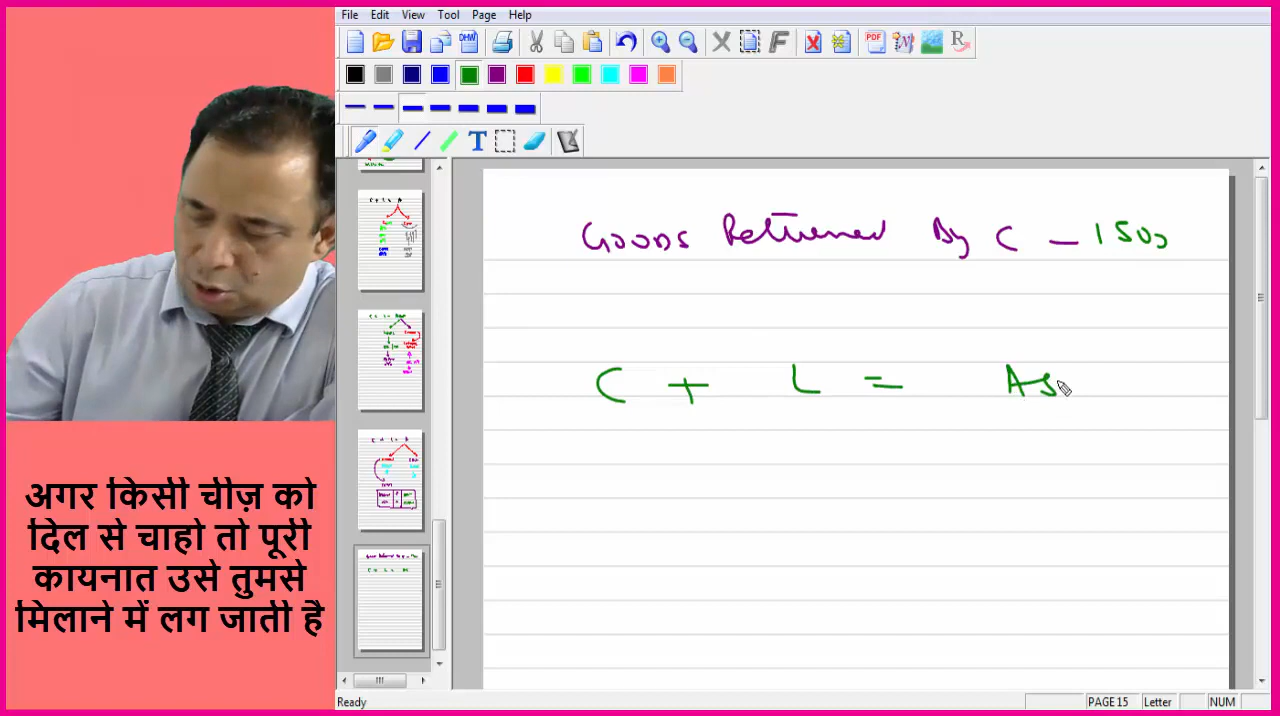 File Edit View Tool Page Help
Goods Returned By C - 1500
C + L = As
अगर किसी चीज़ को
दिल से चाहो तो पूरी
कायनात उसे तुमसे
मिलाने में लग जाती है
Ready PAGE 15 Letter NUM